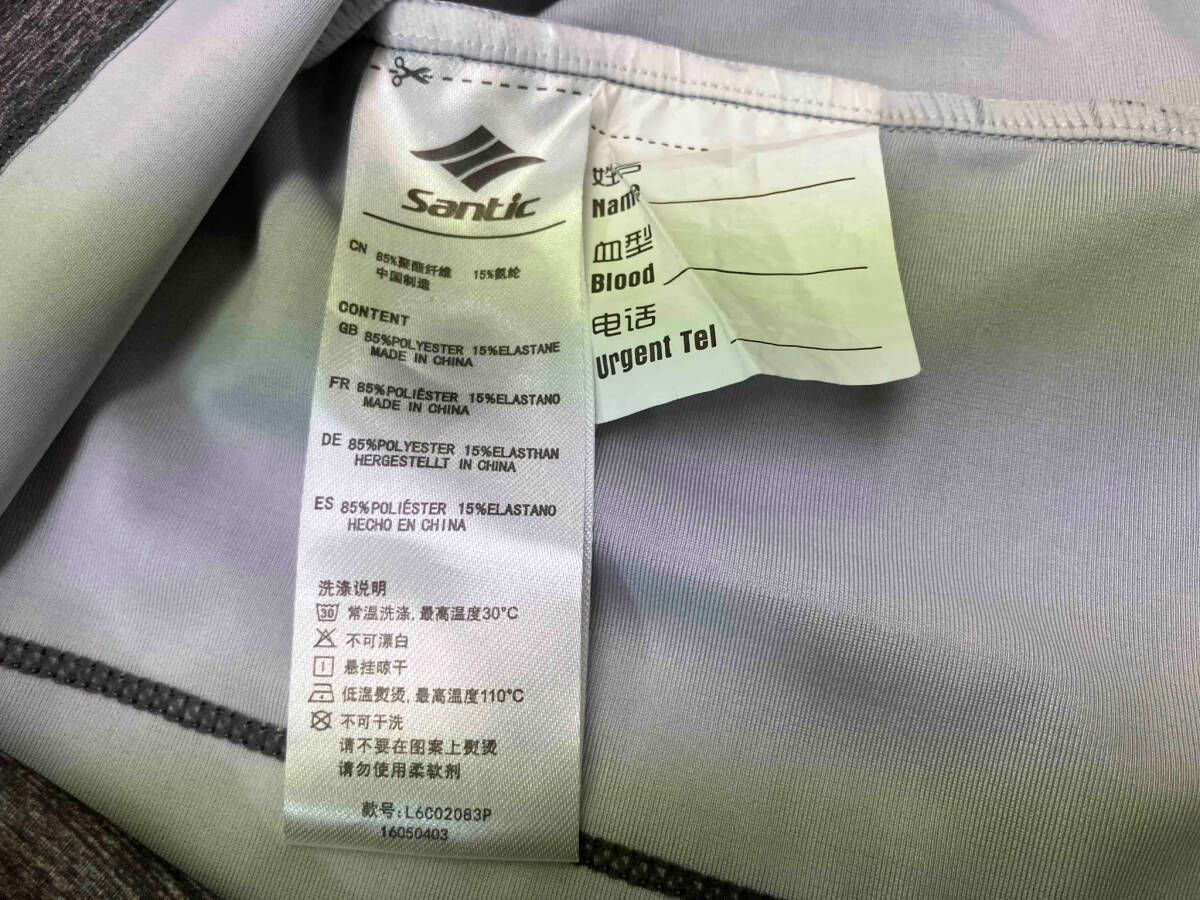 Santic
CN 85%聚酯纤维 15%氨纶
中国制造
CONTENT
GB 85%POLYESTER 15%ELASTANE
MADE IN CHINA
FR 85%POLIÉSTER 15%ELASTANO
MADE IN CHINA
DE 85%POLYESTER 15%ELASTHAN
HERGESTELLT IN CHINA
ES 85%POLIÉSTER 15%ELASTANO
HECHO EN CHINA
洗涤说明
30 常温洗涤,最高温度30°C
不可漂白
悬挂晾干
低温熨烫,最高温度110°C
不可干洗
请不要在图案上熨烫
请勿使用柔软剂
款号:L6C02083P
16050403
Name
血型
Blood
电话
Urgent Tel